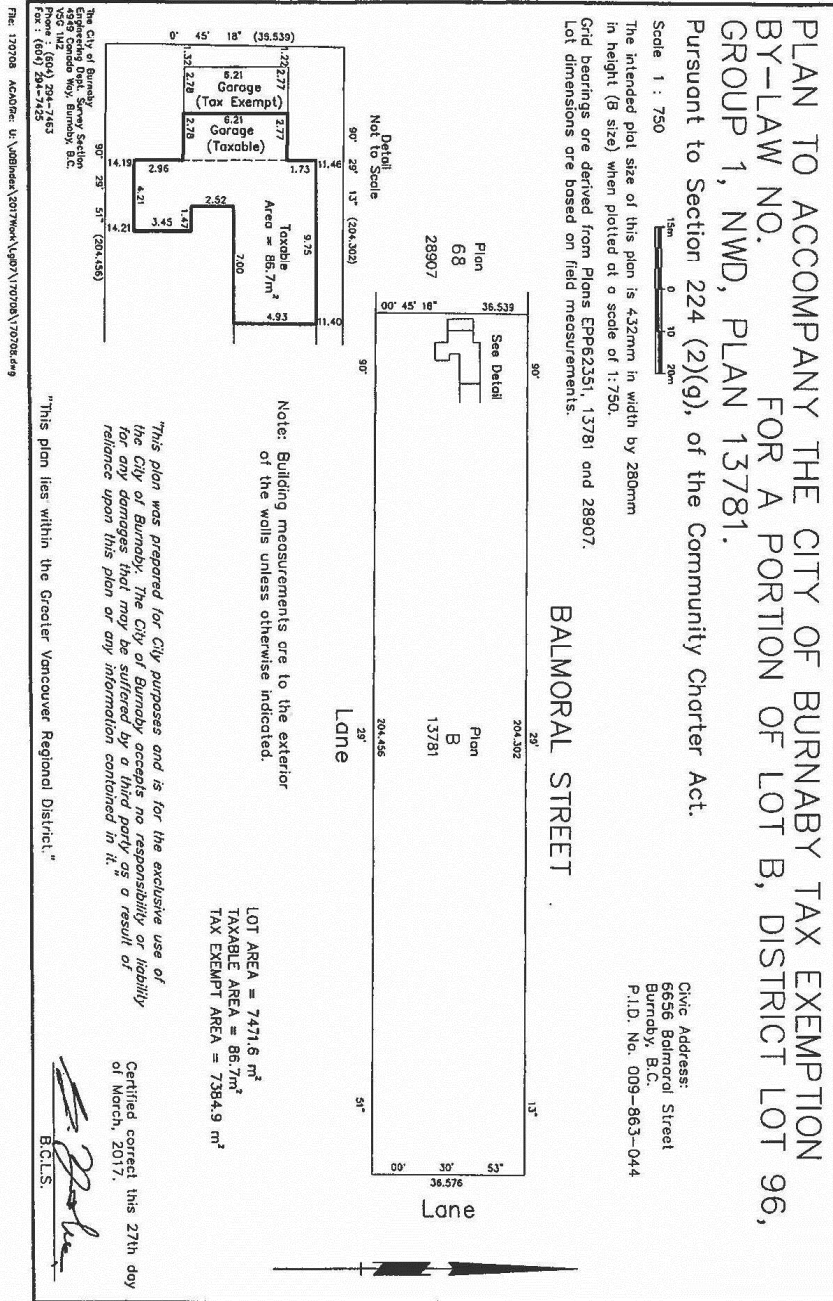 PLAN TO ACCOMPANY THE CITY OF BURNABY TAX EXEMPTION
BY-LAW NO. FOR A PORTION OF LOT B, DISTRICT LOT 96,
GROUP 1, NWD, PLAN 13781.
Pursuant to Section 224 (2)(g), of the Community Charter Act.
Scale 1 : 750
15m 0 10 20m
The intended plot size of this plan is 432mm in width by 280mm
in height (B size) when plotted at a scale of 1:750.
Grid bearings are derived from Plans EPP62351, 13781 and 28907.
Lot dimensions are based on field measurements.
Civic Address:
6656 Balmoral Street
Burnaby, B.C.
P.I.D. No. 009-863-044
BALMORAL STREET
Plan
68
28907
00' 45' 18"
36.539
90'
29'
13"
204.302
See Detail
Plan
B
13781
90'
29'
51"
204.456
00' 30' 53"
36.576
Lane
Lane
Detail
Not to Scale
90' 29' 13" (204.302)
0' 45' 18" (36.539)
1.22
2.77
2.77
1.73
11.46
6.21
Garage
(Tax Exempt)
6.21
Garage
(Taxable)
1.32
2.78
2.78
2.96
14.19
4.21
14.21
3.45
1.47
2.52
7.00
Taxable
Area = 86.7m²
9.75
4.93
11.40
90' 29' 51" (204.456)
Note: Building measurements are to the exterior
of the walls unless otherwise indicated.
LOT AREA = 7471.6 m²
TAXABLE AREA = 86.7m²
TAX EXEMPT AREA = 7384.9 m²
"This plan was prepared for City purposes and is for the exclusive use of
the City of Burnaby. The City of Burnaby accepts no responsibility or liability
for any damages that may be suffered by a third party as a result of
reliance upon this plan or any information contained in it."
Certified correct this 27th day
of March, 2017.
B.C.L.S.
The City of Burnaby
Engineering Dept. Survey Section
4949 Canada Way, Burnaby, B.C.
V5G 1M2
Phone : (604) 294-7463
Fax : (604) 294-7425
"This plan lies within the Greater Vancouver Regional District."
File: 170708 ACADfile: U:\JOBindex\2017Work\Lgl07\170708\170708.dwg